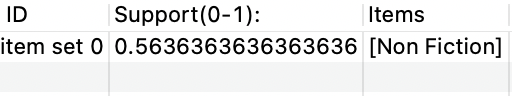 ID Support(0-1): Items
item set 0 0.5636363636363636 [Non Fiction]